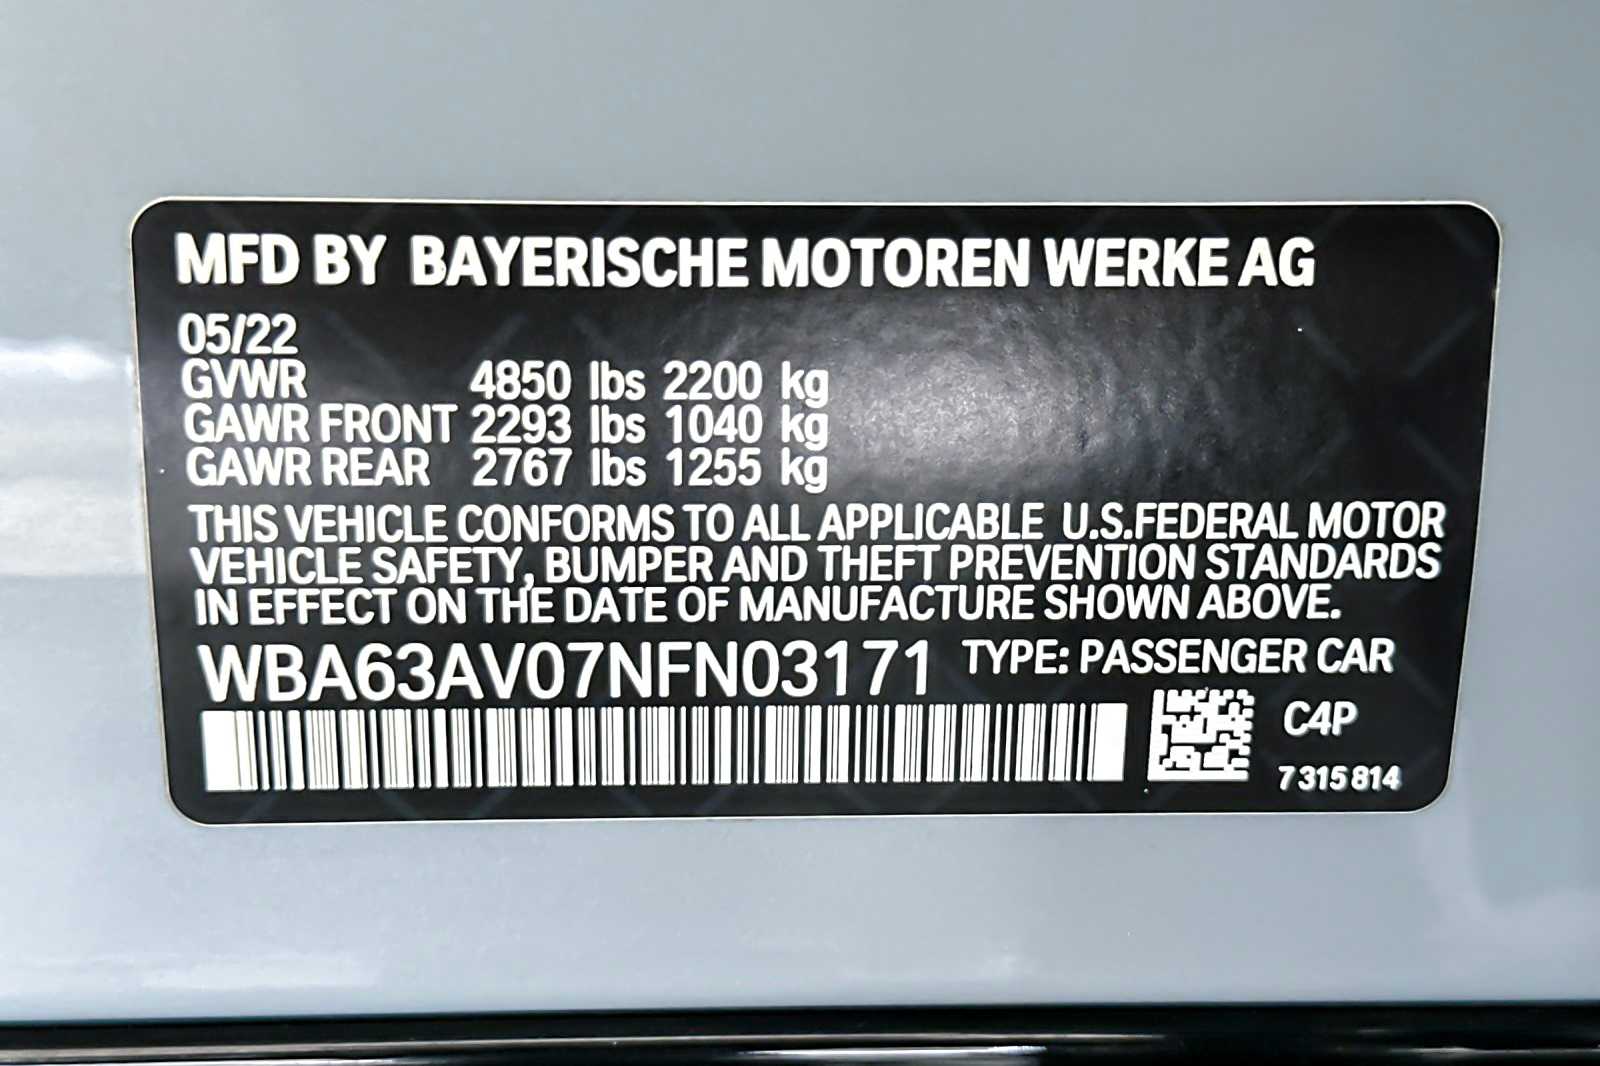 MFD BY BAYERISCHE MOTOREN WERKE AG
05/22
GVWR 4850 lbs 2200 kg
GAWR FRONT 2293 lbs 1040 kg
GAWR REAR 2767 lbs 1255 kg
THIS VEHICLE CONFORMS TO ALL APPLICABLE U.S.FEDERAL MOTOR
VEHICLE SAFETY, BUMPER AND THEFT PREVENTION STANDARDS
IN EFFECT ON THE DATE OF MANUFACTURE SHOWN ABOVE.
WBA63AV07NFN03171 TYPE: PASSENGER CAR
C4P
7 315 814